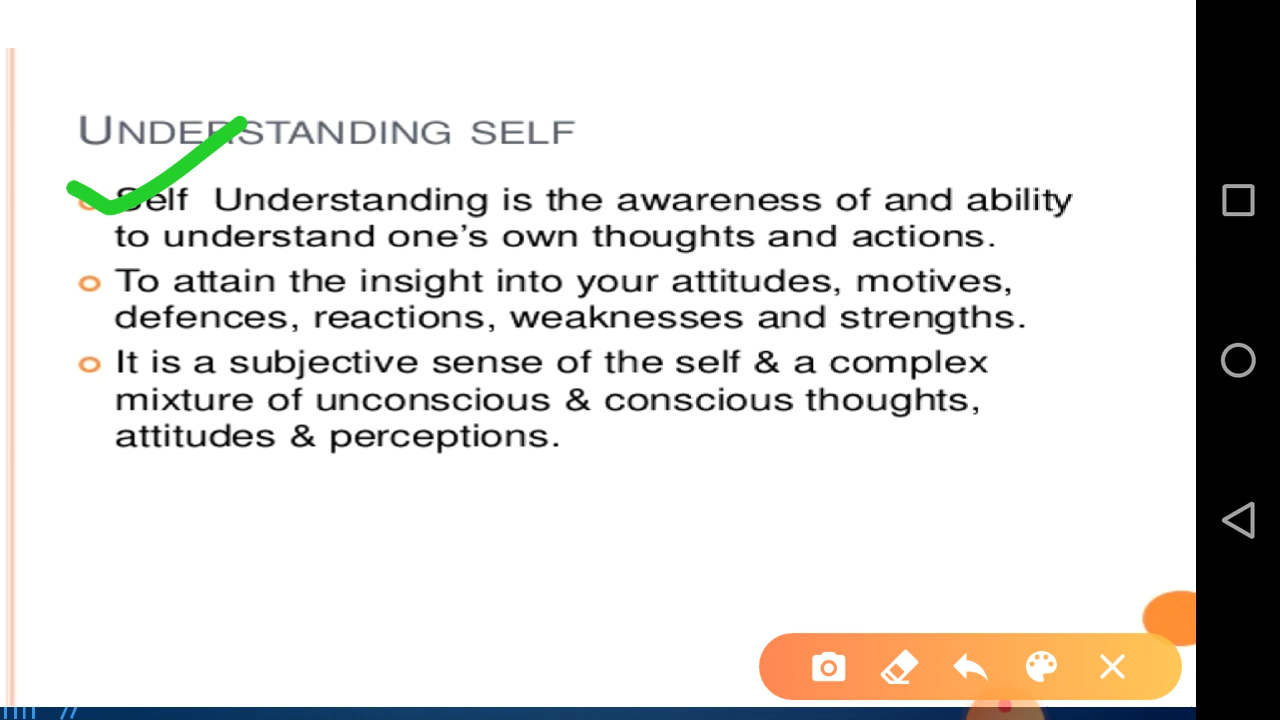 UNDERSTANDING SELF
Self Understanding is the awareness of and ability
to understand one's own thoughts and actions.
To attain the insight into your attitudes, motives,
defences, reactions, weaknesses and strengths.
It is a subjective sense of the self & a complex
mixture of unconscious & conscious thoughts,
attitudes & perceptions.